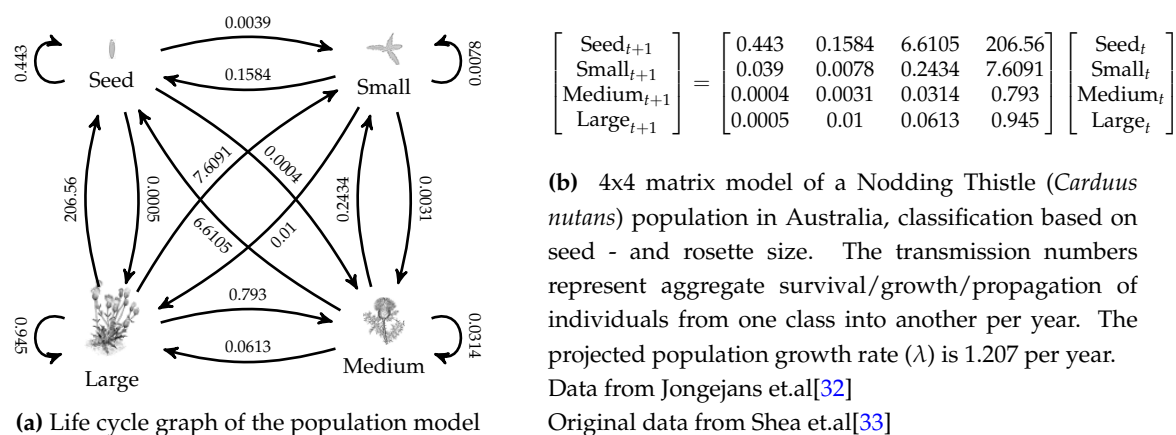 0.0039
0.443
Seed
0.1584
Small
0.0078
206.56
0.0005
7.6091
0.0004
6.6105
0.01
0.2434
0.0031
0.945
0.793
0.0613
0.0314
Large
Medium
(a) Life cycle graph of the population model
Seed_{t+1} = 0.443 0.1584 6.6105 206.56 Seed_t
Small_{t+1} 0.039 0.0078 0.2434 7.6091 Small_t
Medium_{t+1} 0.0004 0.0031 0.0314 0.793 Medium_t
Large_{t+1} 0.0005 0.01 0.0613 0.945 Large_t
(b) 4x4 matrix model of a Nodding Thistle (Carduus
nutans) population in Australia, classification based on
seed - and rosette size. The transmission numbers
represent aggregate survival/growth/propagation of
individuals from one class into another per year. The
projected population growth rate (λ) is 1.207 per year.
Data from Jongejans et.al[32]
Original data from Shea et.al[33]